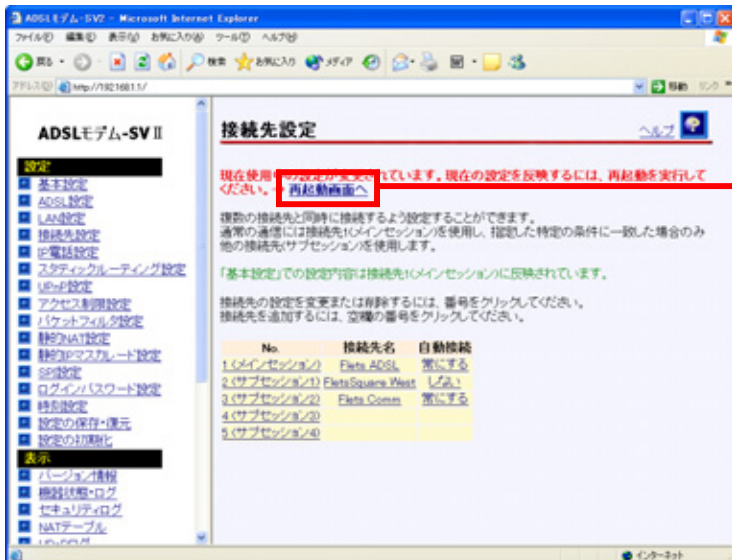 ADSLモデム-SV2 - Microsoft Internet Explorer
ファイル(F) 編集(E) 表示(V) お気に入り(A) ツール(T) ヘルプ(H)
戻る 検索 お気に入り メディア
アドレス(D) http://192.168.1.1/ 移動 リンク
ADSLモデム-SVⅡ
設定
基本設定
ADSL設定
LAN設定
接続先設定
IP電話設定
スタティックルーティング設定
UPnP設定
アクセス制限設定
パケットフィルタ設定
静的NAT設定
静的IPマスカレード設定
SPI設定
ログインパスワード設定
時刻設定
設定の保存・復元
設定の初期化
表示
バージョン情報
機器状態・ログ
セキュリティログ
NATテーブル
UPnPログ
接続先設定
ヘルプ
現在使用中の設定が変更されています。現在の設定を反映するには、再起動を実行して
ください。 再起動画面へ
複数の接続先と同時に接続するよう設定することができます。
通常の通信には接続先1(メインセッション)を使用し、指定した特定の条件に一致した場合のみ
他の接続先(サブセッション)を使用します。
「基本設定」での設定内容は接続先1(メインセッション)に反映されています。
接続先の設定を変更または削除するには、番号をクリックしてください。
接続先を追加するには、空欄の番号をクリックしてください。
No. 接続先名 自動接続
1 (メインセッション) Flets ADSL 常にする
2 (サブセッション1) FletsSquare West しない
3 (サブセッション2) Flets Comm 常にする
4 (サブセッション3)
5 (サブセッション4)
インターネット